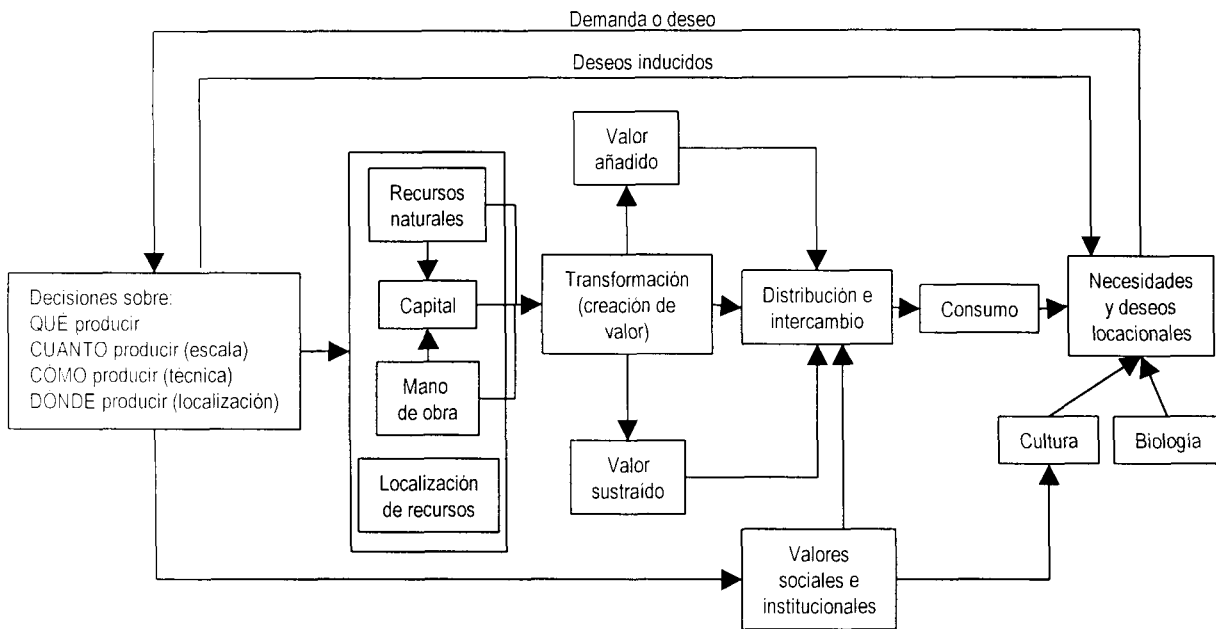 Demanda o deseo
Deseos inducidos
Valor
añadido
Recursos
naturales
Decisiones sobre:
QUÉ producir
CUANTO producir (escala)
CÓMO producir (técnica)
DÓNDE producir (localización)
Capital
Mano
de obra
Localización
de recursos
Transformación
(creación de
valor)
Valor
sustraído
Distribución e
intercambio
Consumo
Necesidades
y deseos
locacionales
Cultura
Biología
Valores
sociales e
institucionales